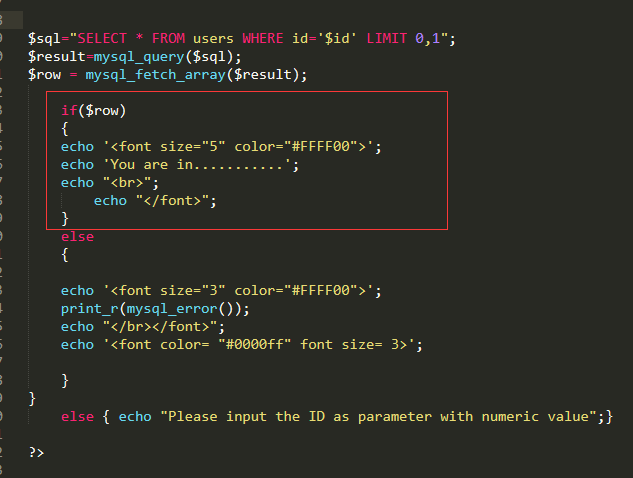 $sql="SELECT * FROM users WHERE id='$id' LIMIT 0,1";
$result=mysql_query($sql);
$row = mysql_fetch_array($result);
if($row)
{
echo '<font size="5" color="#FFFF00">';
echo 'You are in...........';
echo "<br>";
echo "</font>";
}
else
{
echo '<font size="3" color="#FFFF00">';
print_r(mysql_error());
echo "</br></font>";
echo '<font color= "#0000ff" font size= 3>';
}
}
else { echo "Please input the ID as parameter with numeric value";}
?>